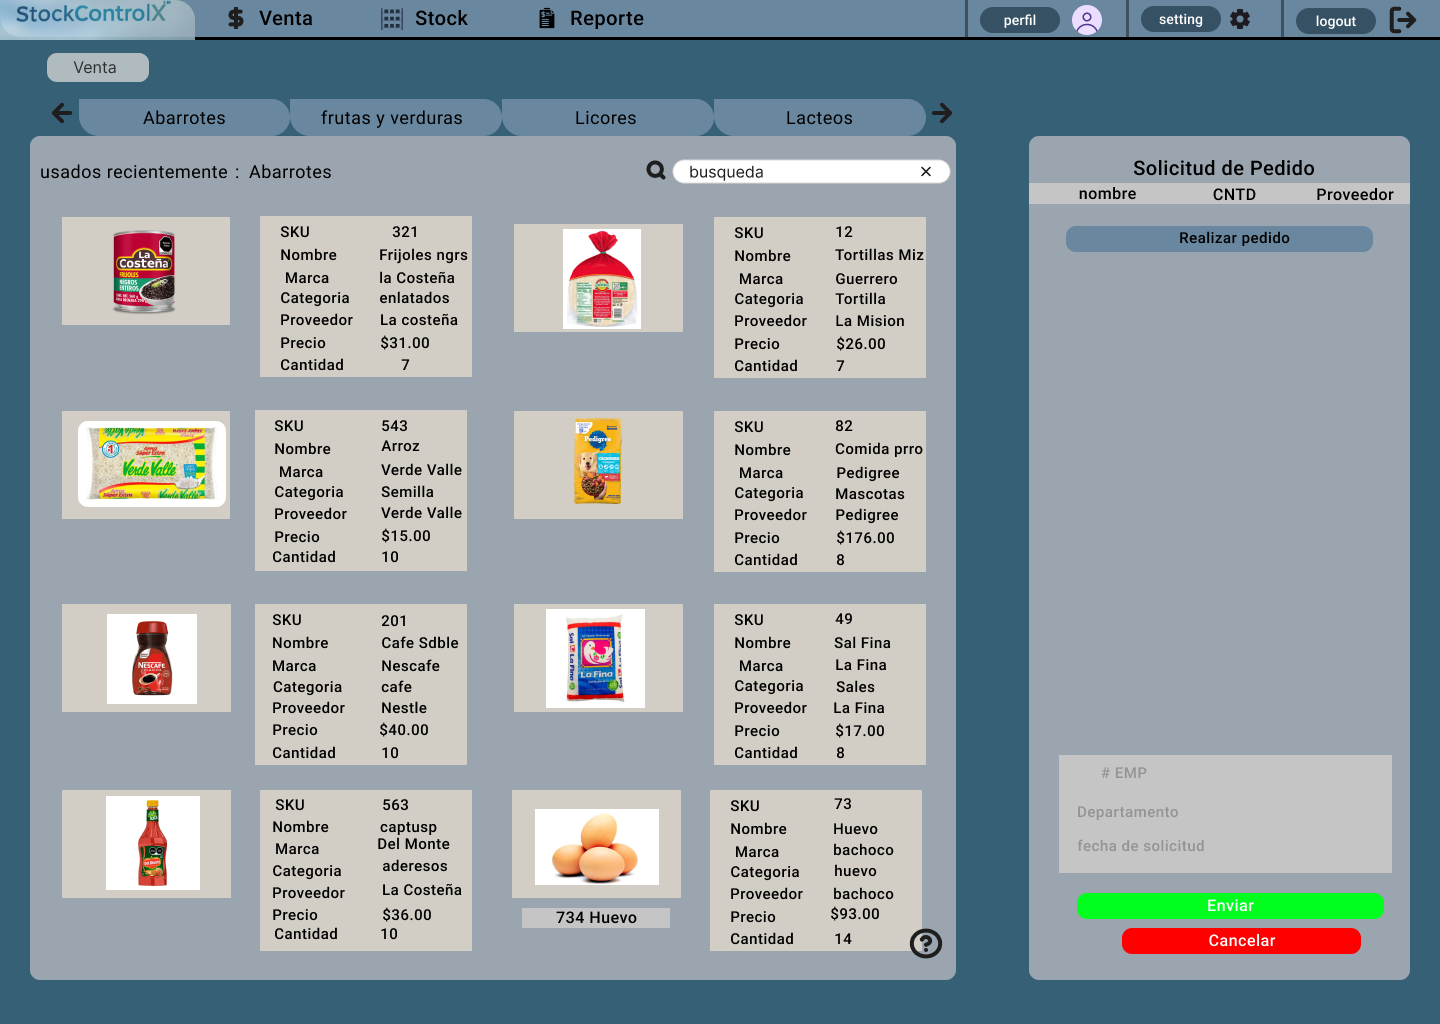 StockControlX
Venta
Stock
Reporte
perfil
setting
logout
Venta
Abarrotes
frutas y verduras
Licores
Lacteos
usados recientemente : Abarrotes
busqueda
SKU 321
Nombre Frijoles ngrs
Marca la Costeña
Categoria enlatados
Proveedor La costeña
Precio $31.00
Cantidad 7
La Costeña
FRIJOLES
NEGROS
ENTEROS
SKU 12
Nombre Tortillas Miz
Marca Guerrero
Categoria Tortilla
Proveedor La Mision
Precio $26.00
Cantidad 7
SKU 543
Nombre Arroz
Marca Verde Valle
Categoria Semilla
Proveedor Verde Valle
Precio $15.00
Cantidad 10
Arroz
Súper Extra
Verde Valle
SKU 82
Nombre Comida prro
Marca Pedigree
Categoria Mascotas
Proveedor Pedigree
Precio $176.00
Cantidad 8
Pedigree
SKU 201
Nombre Cafe Sdble
Marca Nescafe
Categoria cafe
Proveedor Nestle
Precio $40.00
Cantidad 10
NESCAFÉ
SKU 49
Nombre Sal Fina
Marca La Fina
Categoria Sales
Proveedor La Fina
Precio $17.00
Cantidad 8
La Fina
SKU 563
Nombre captusp
Marca Del Monte
Categoria aderesos
Proveedor La Costeña
Precio $36.00
Cantidad 10
SKU 73
Nombre Huevo
Marca bachoco
Categoria huevo
Proveedor bachoco
Precio $93.00
Cantidad 14
734 Huevo
Solicitud de Pedido
nombre CNTD Proveedor
Realizar pedido
# EMP
Departamento
fecha de solicitud
Enviar
Cancelar